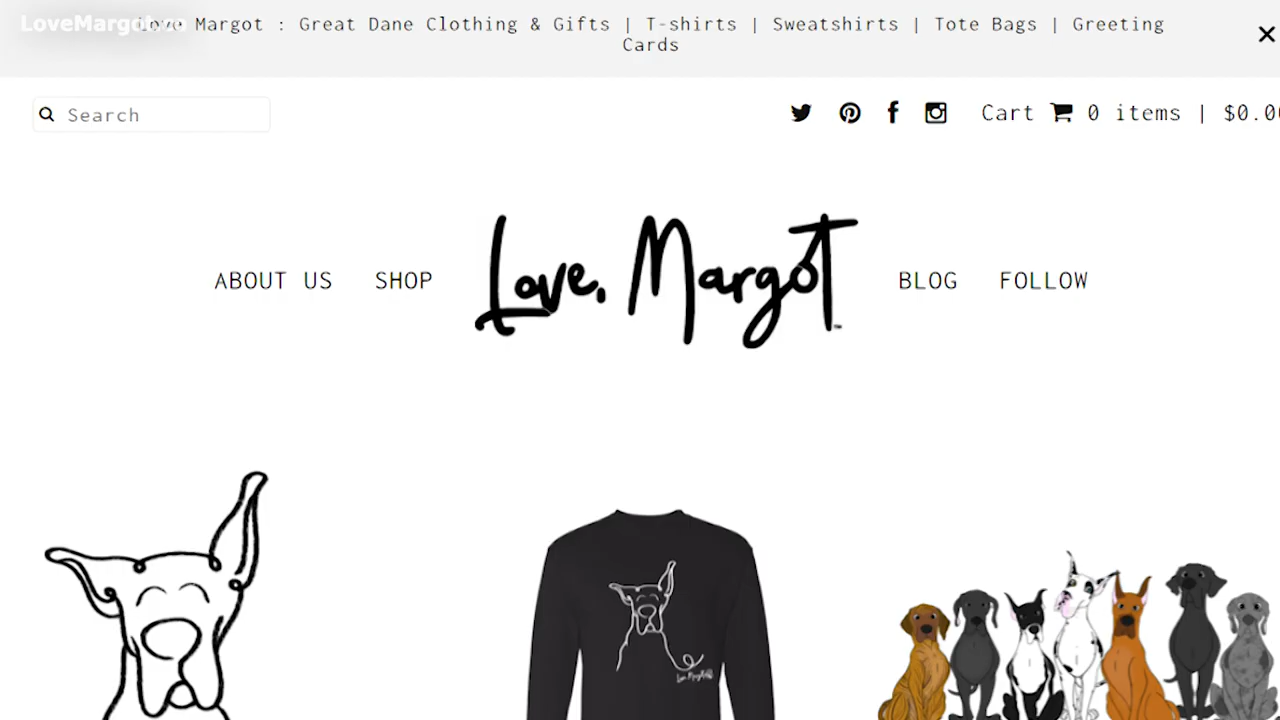 Love Margot : Great Dane Clothing & Gifts | T-shirts | Sweatshirts | Tote Bags | Greeting
Cards
Search
Cart 0 items | $0.00
ABOUT US SHOP Love, Margot BLOG FOLLOW